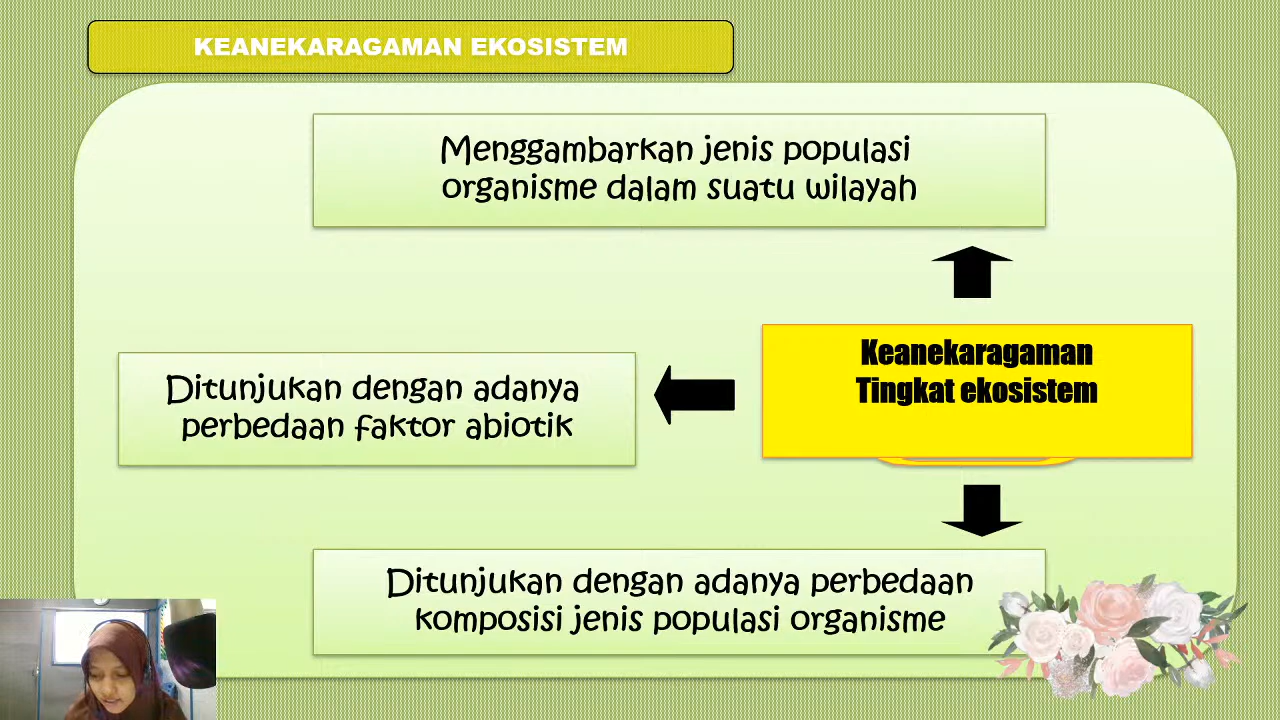 KEANEKARAGAMAN EKOSISTEM
Menggambarkan jenis populasi
organisme dalam suatu wilayah
Keanekaragaman
Tingkat ekosistem
Ditunjukan dengan adanya
perbedaan faktor abiotik
Ditunjukan dengan adanya perbedaan
komposisi jenis populasi organisme